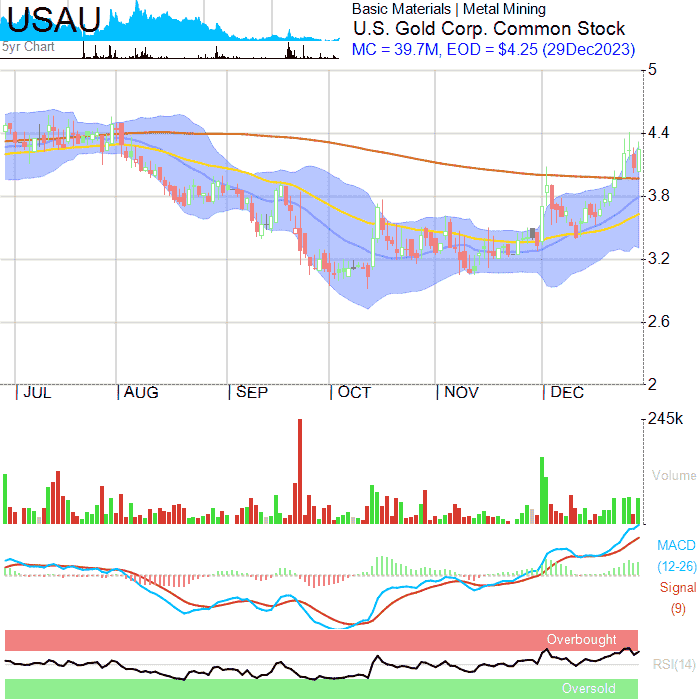 USAU
5yr Chart
Basic Materials | Metal Mining
U.S. Gold Corp. Common Stock
MC = 39.7M, EOD = $4.25 (29Dec2023)
5
4.4
3.8
3.2
2.6
2
JUL AUG SEP OCT NOV DEC
245k
Volume
MACD
(12-26)
Signal
(9)
Overbought
RSI(14)
Oversold